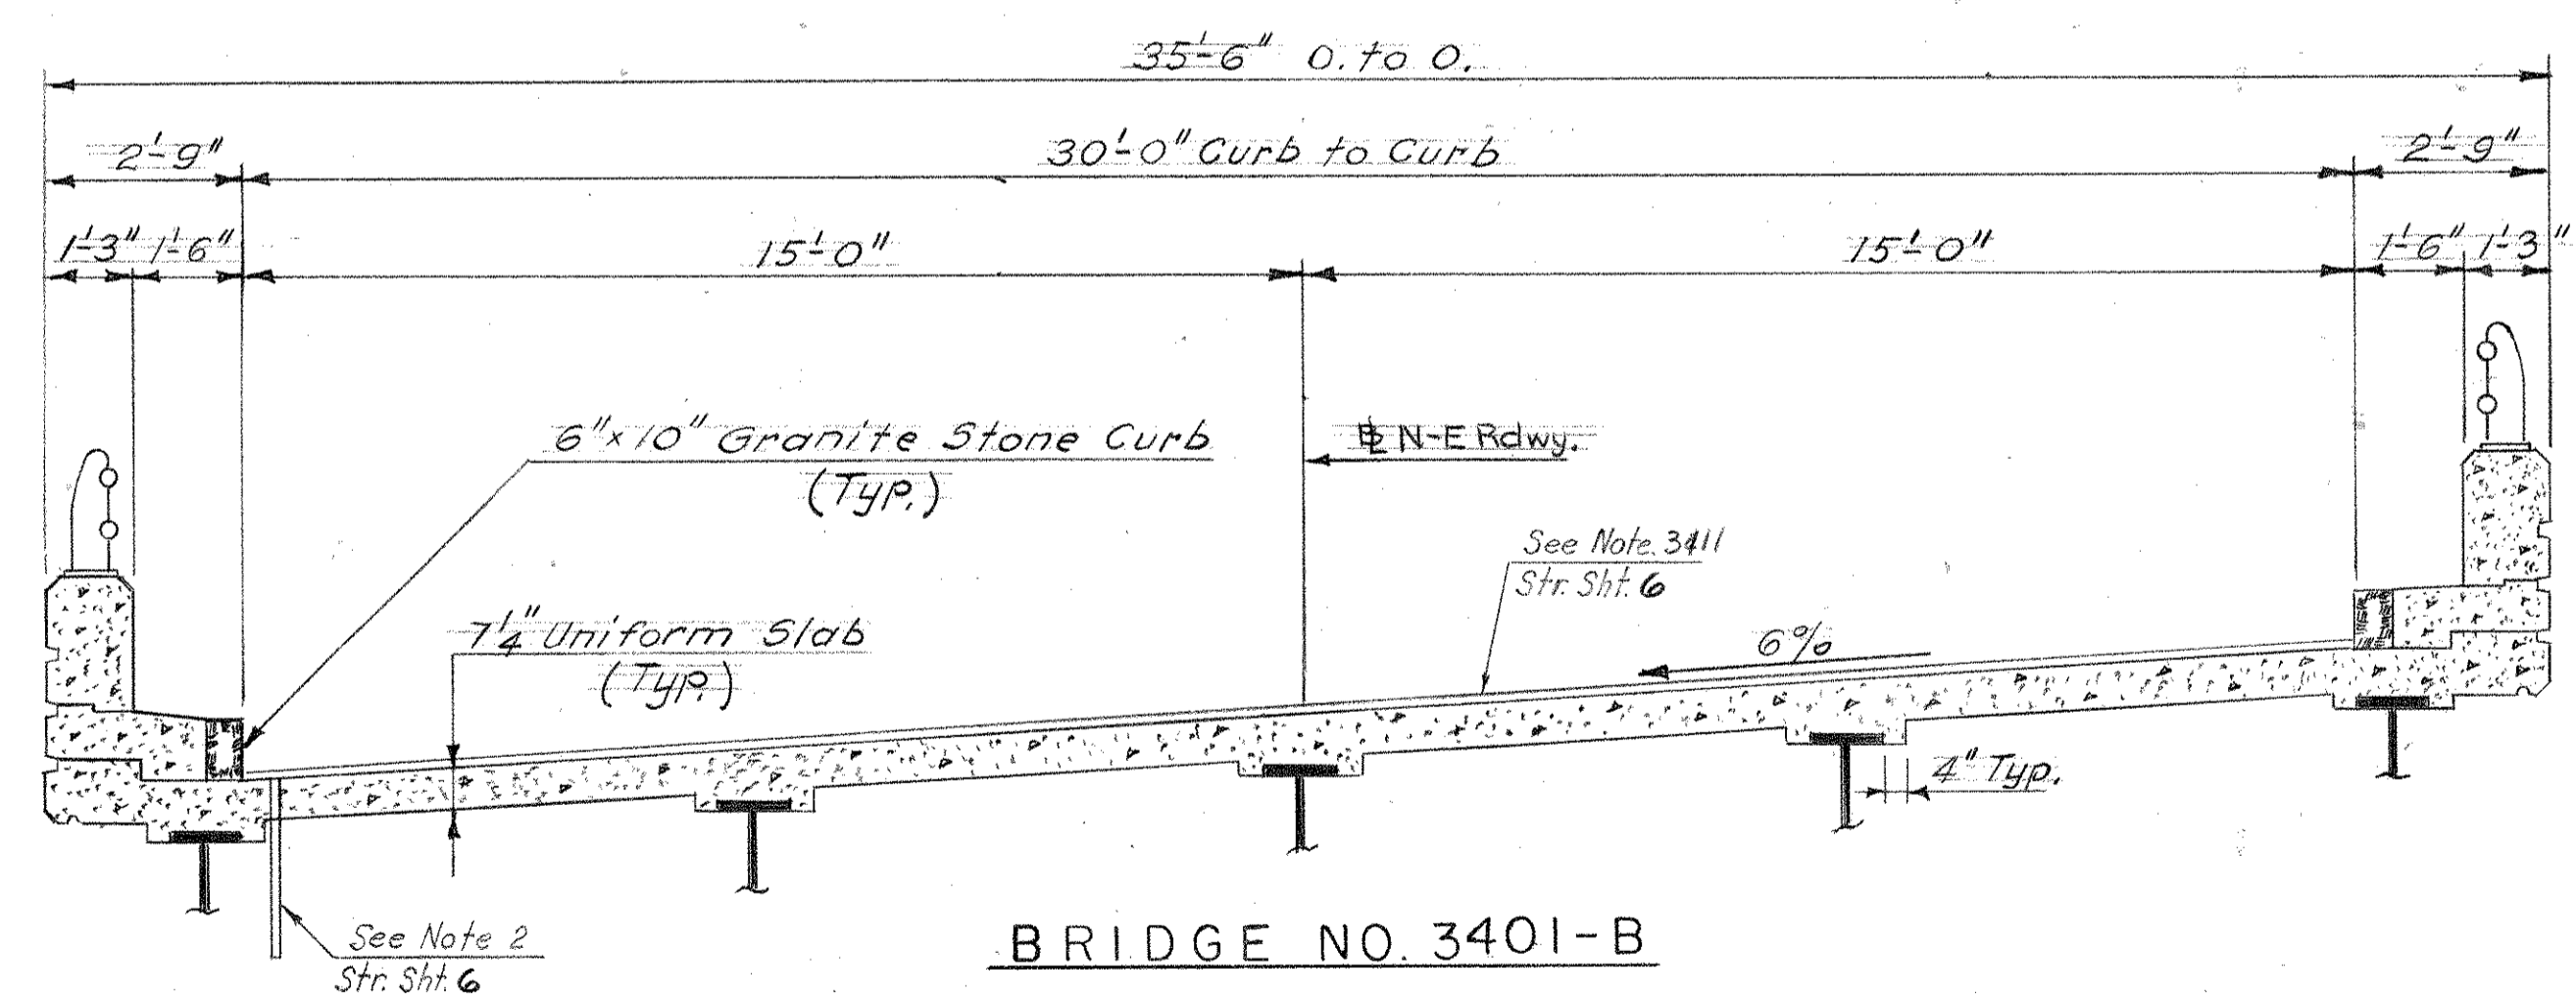 35'-6" O. to O.
2'-9" 30'-0" Curb to Curb 2'-9"
1'-3" 1'-6" 15'-0" 15'-0" 1'-6" 1'-3"
6"x10" Granite Stone Curb
(Typ.)
℄ N-E Rdwy.
See Note 3411
Str. Sht. 6
7¼" Uniform Slab
(Typ.)
6%
4" Typ.
See Note 2
Str. Sht. 6
BRIDGE NO. 3401-B